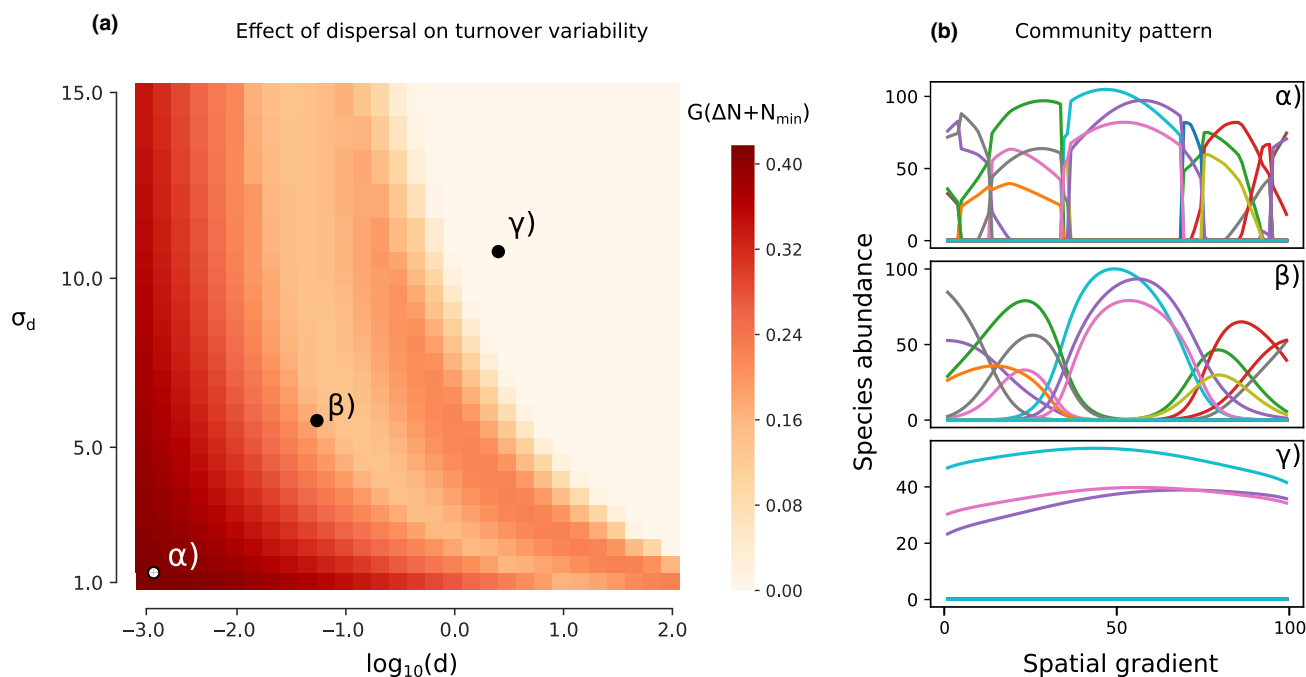 (a)
Effect of dispersal on turnover variability
15.0
10.0
5.0
1.0
σd
α)
β)
γ)
−3.0
−2.0
−1.0
0.0
1.0
2.0
log10(d)
G(ΔN+Nmin)
0.40
0.32
0.24
0.16
0.08
0.00
(b)
Community pattern
Species abundance
α)
100
50
0
β)
100
50
0
γ)
40
20
0
0
50
100
Spatial gradient